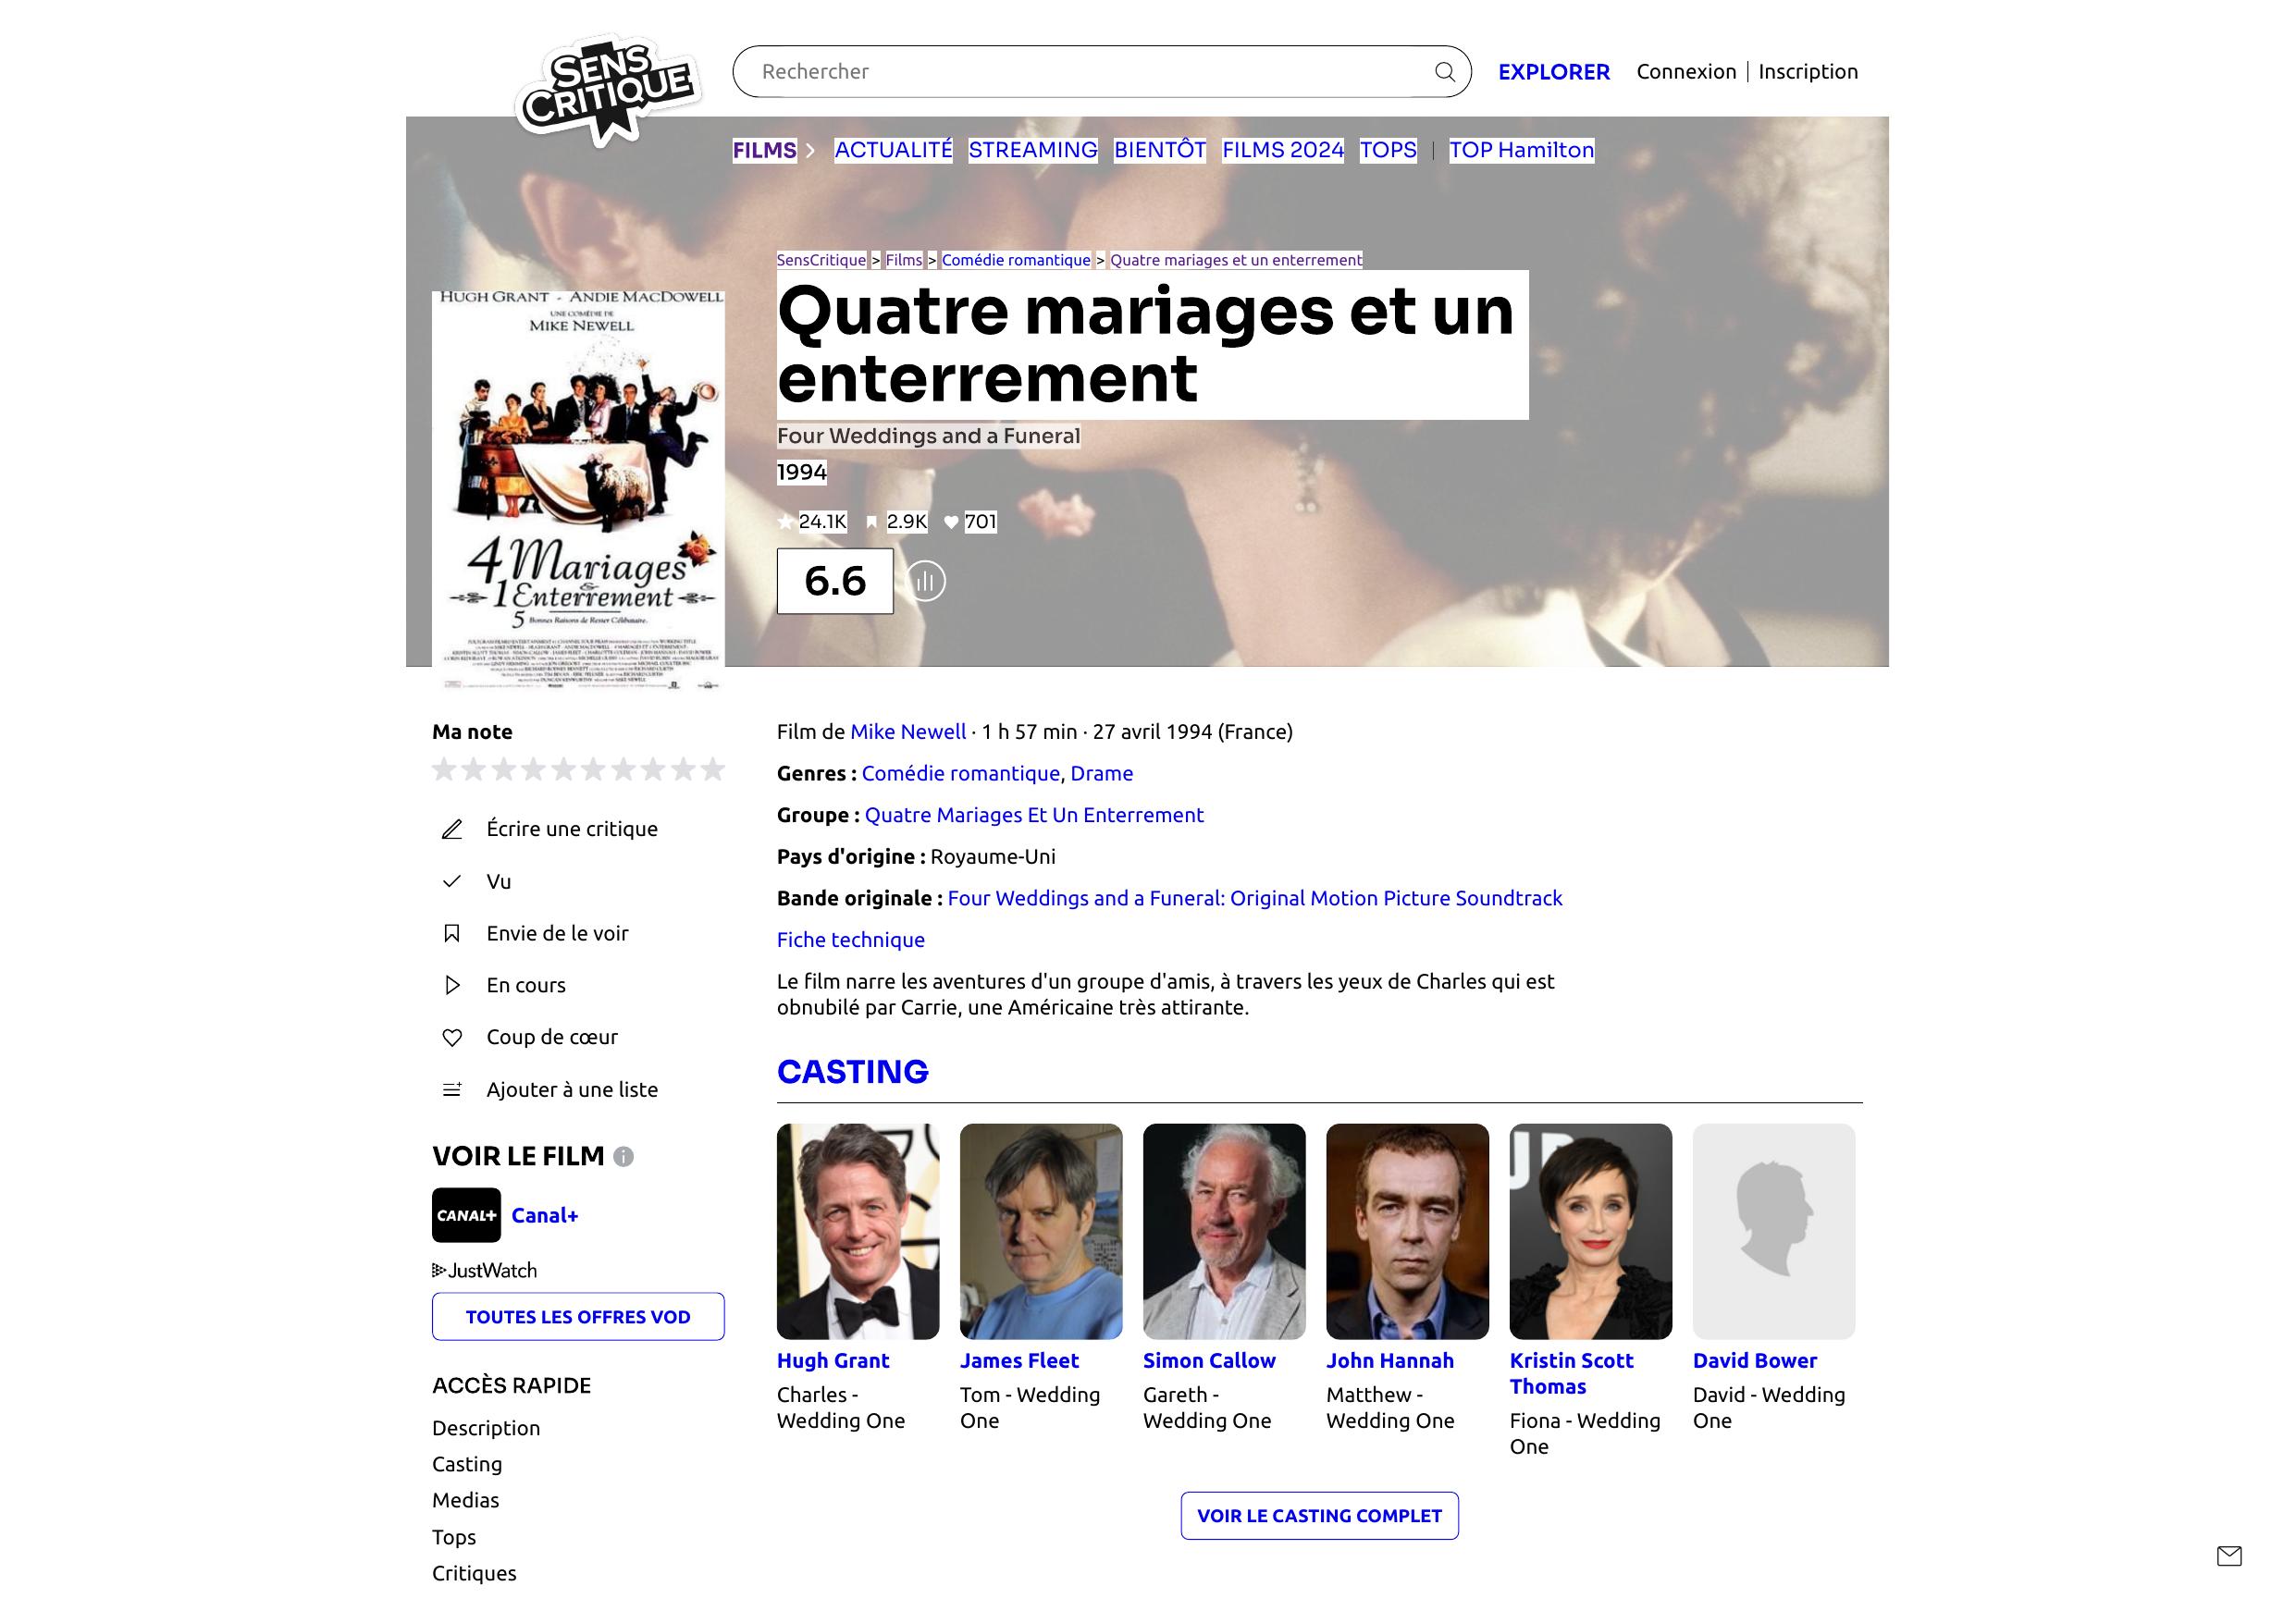 SENS
CRITIQUE
Rechercher
EXPLORER
Connexion
Inscription
FILMS
ACTUALITÉ
STREAMING
BIENTÔT
FILMS 2024
TOPS
TOP Hamilton
SensCritique > Films > Comédie romantique > Quatre mariages et un enterrement
Quatre mariages et un
enterrement
Four Weddings and a Funeral
1994
24.1K
2.9K
701
6.6
HUGH GRANT - ANDIE MACDOWELL
UNE COMÉDIE DE
MIKE NEWELL
4 Mariages
&
1 Enterrement
5 Bonnes Raisons de Rester Célibataire.
Ma note
Écrire une critique
Vu
Envie de le voir
En cours
Coup de cœur
Ajouter à une liste
VOIR LE FILM
CANAL+
Canal+
JustWatch
TOUTES LES OFFRES VOD
ACCÈS RAPIDE
Description
Casting
Medias
Tops
Critiques
Film de Mike Newell · 1 h 57 min · 27 avril 1994 (France)
Genres : Comédie romantique, Drame
Groupe : Quatre Mariages Et Un Enterrement
Pays d'origine : Royaume-Uni
Bande originale : Four Weddings and a Funeral: Original Motion Picture Soundtrack
Fiche technique
Le film narre les aventures d'un groupe d'amis, à travers les yeux de Charles qui est
obnubilé par Carrie, une Américaine très attirante.
CASTING
Hugh Grant
Charles -
Wedding One
James Fleet
Tom - Wedding
One
Simon Callow
Gareth -
Wedding One
John Hannah
Matthew -
Wedding One
Kristin Scott
Thomas
Fiona - Wedding
One
David Bower
David - Wedding
One
VOIR LE CASTING COMPLET